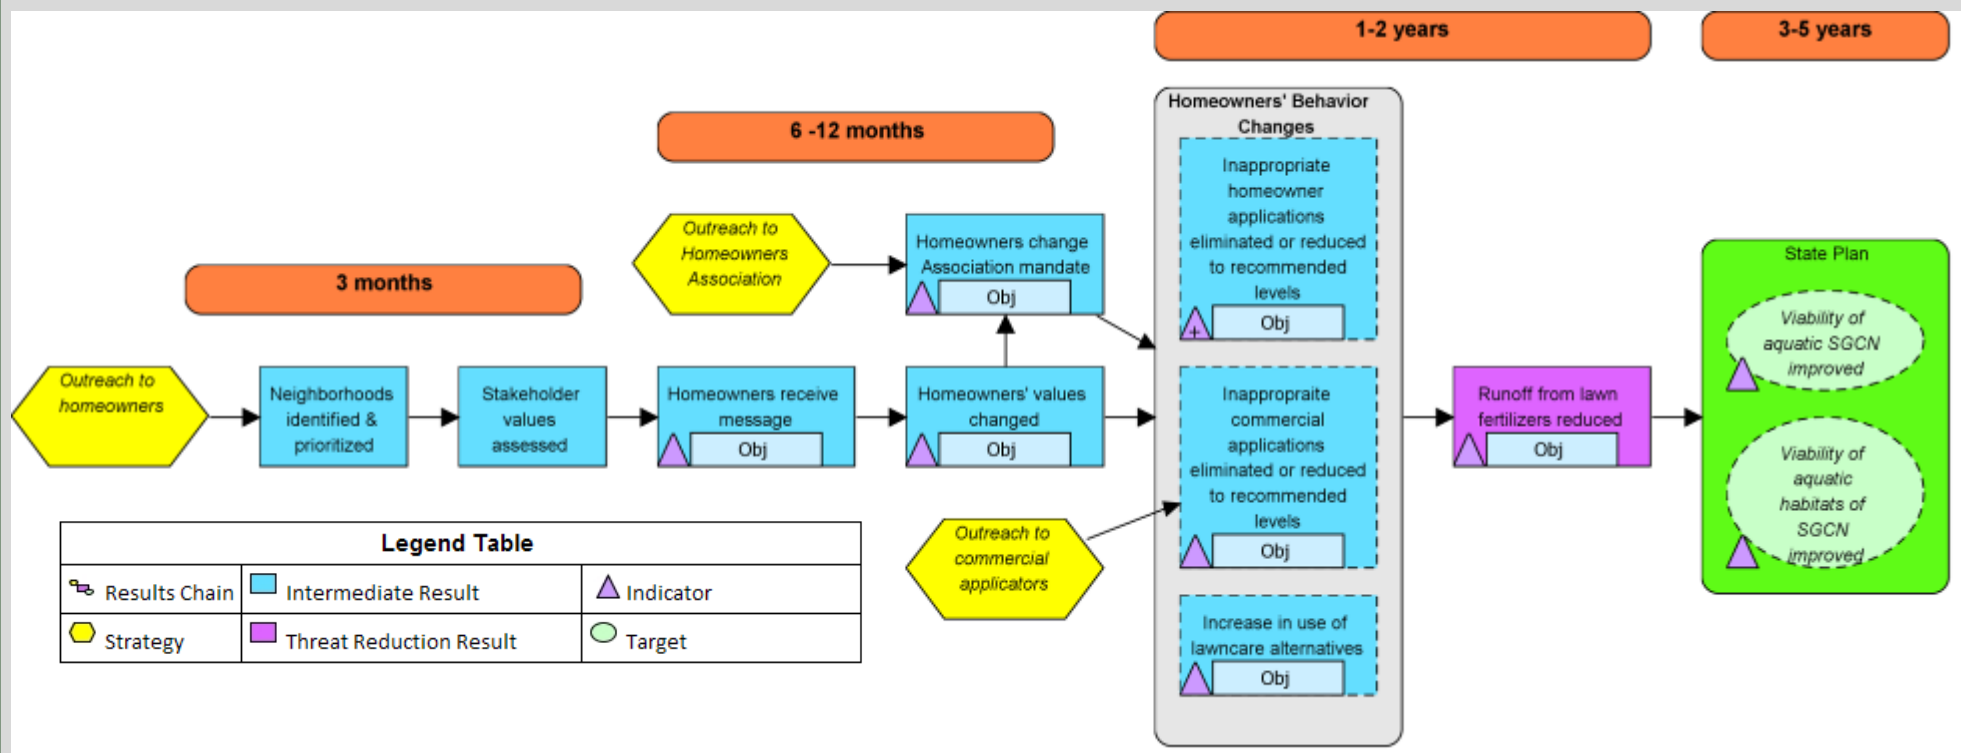 1-2 years
3-5 years
6 -12 months
3 months
Homeowners' Behavior
Changes
Inappropriate
homeowner
applications
eliminated or reduced
to recommended
levels
+
Obj
Outreach to
Homeowners
Association
Homeowners change
Association mandate
Obj
State Plan
Viability of
aquatic SGCN
improved
Viability of
aquatic
habitats of
SGCN
improved
Outreach to
homeowners
Neighborhoods
identified &
prioritized
Stakeholder
values
assessed
Homeowners receive
message
Obj
Homeowners' values
changed
Obj
Inappropraite
commercial
applications
eliminated or reduced
to recommended
levels
Obj
Runoff from lawn
fertilizers reduced
Obj
Outreach to
commercial
applicators
Increase in use of
lawncare alternatives
Obj
Legend Table
Results Chain
Intermediate Result
Indicator
Strategy
Threat Reduction Result
Target